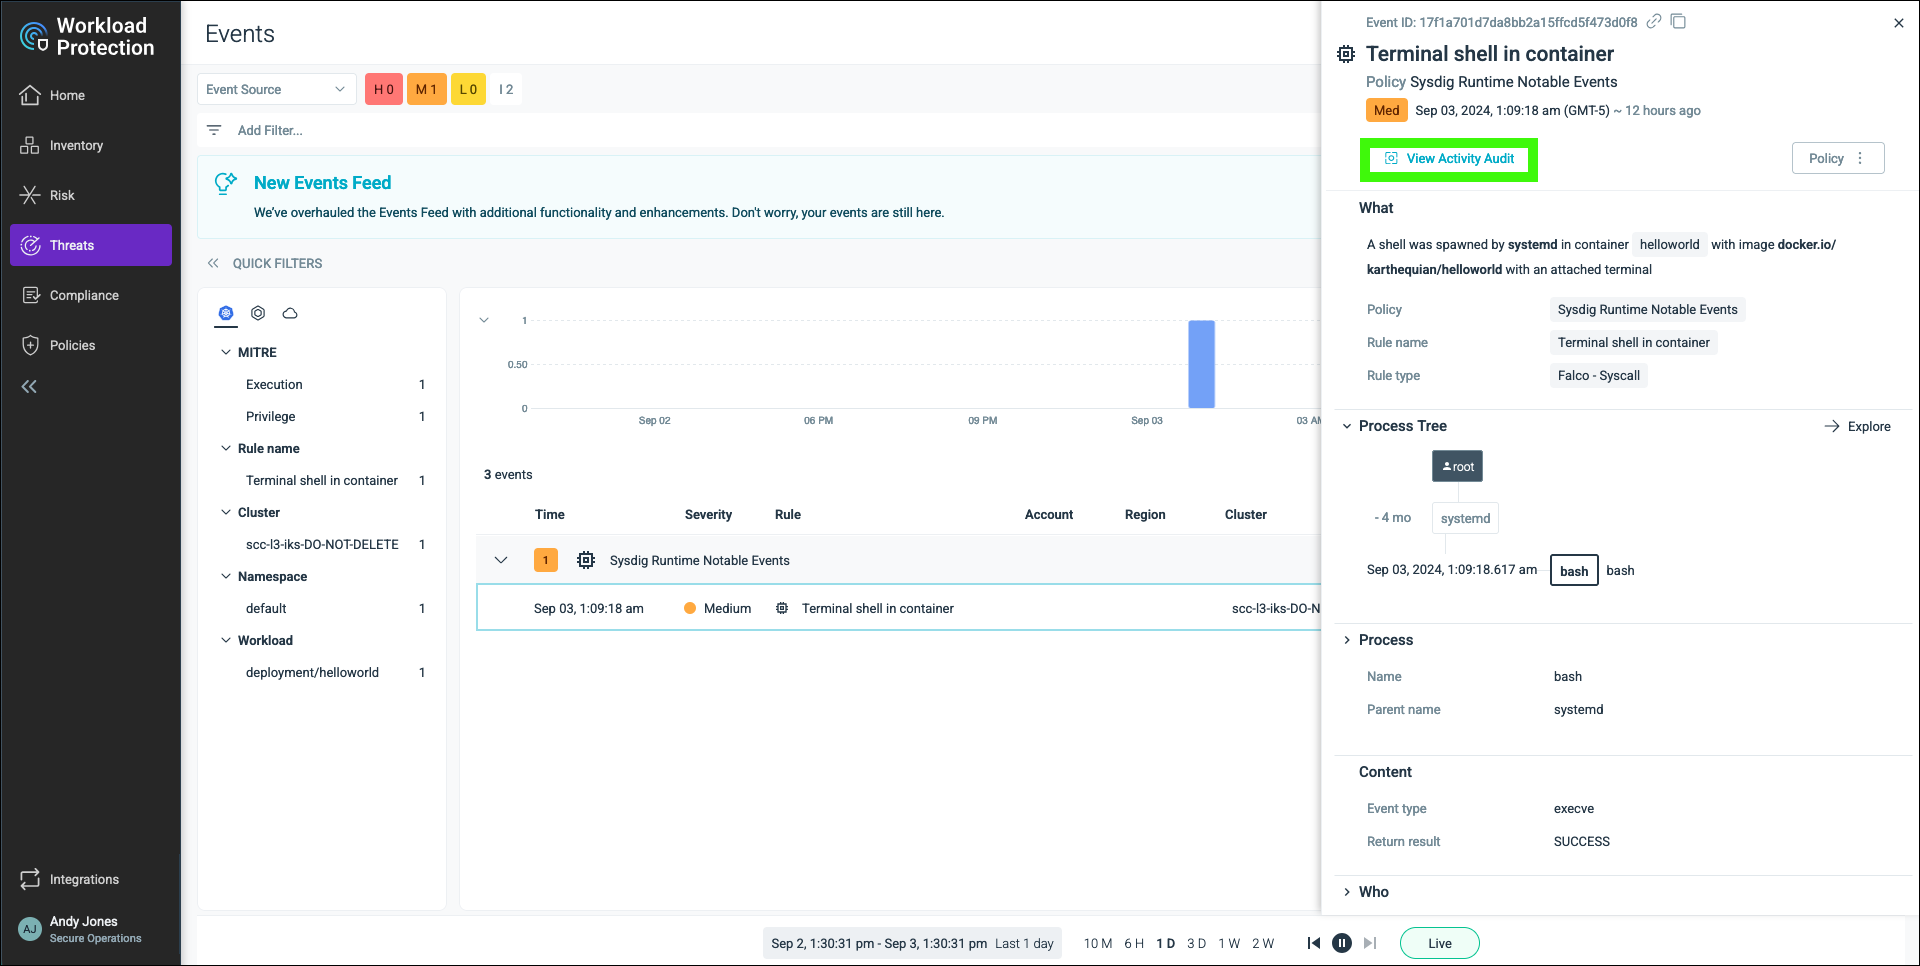 Workload
Protection
Home
Inventory
Risk
Threats
Compliance
Policies
Integrations
AJ
Andy Jones
Secure Operations
Events
Event Source
H 0
M 1
L 0
I 2
Add Filter...
New Events Feed
We've overhauled the Events Feed with additional functionality and enhancements. Don't worry, your events are still here.
QUICK FILTERS
MITRE
Execution 1
Privilege 1
Rule name
Terminal shell in container 1
Cluster
scc-l3-iks-DO-NOT-DELETE 1
Namespace
default 1
Workload
deployment/helloworld 1
1
0.50
0
Sep 02 06 PM 09 PM Sep 03 03 AM
3 events
Time Severity Rule Account Region Cluster
1 Sysdig Runtime Notable Events
Sep 03, 1:09:18 am Medium Terminal shell in container scc-l3-iks-DO-N
Sep 2, 1:30:31 pm - Sep 3, 1:30:31 pm Last 1 day 10 M 6 H 1 D 3 D 1 W 2 W Live
Event ID: 17f1a701d7da8bb2a15ffcd5f473d0f8
Terminal shell in container
Policy Sysdig Runtime Notable Events
Med Sep 03, 2024, 1:09:18 am (GMT-5) ~ 12 hours ago
View Activity Audit
Policy
What
A shell was spawned by systemd in container helloworld with image docker.io/
karthequian/helloworld with an attached terminal
Policy Sysdig Runtime Notable Events
Rule name Terminal shell in container
Rule type Falco - Syscall
Process Tree Explore
root
- 4 mo systemd
Sep 03, 2024, 1:09:18.617 am bash bash
Process
Name bash
Parent name systemd
Content
Event type execve
Return result SUCCESS
Who